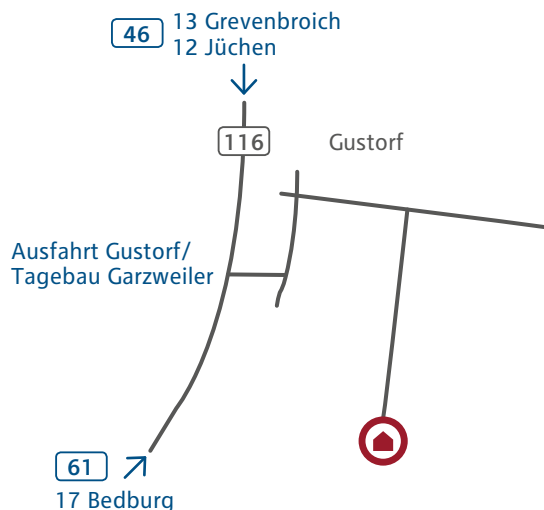 46 13 Grevenbroich
12 Jüchen
116
Gustorf
Ausfahrt Gustorf/
Tagebau Garzweiler
61
17 Bedburg